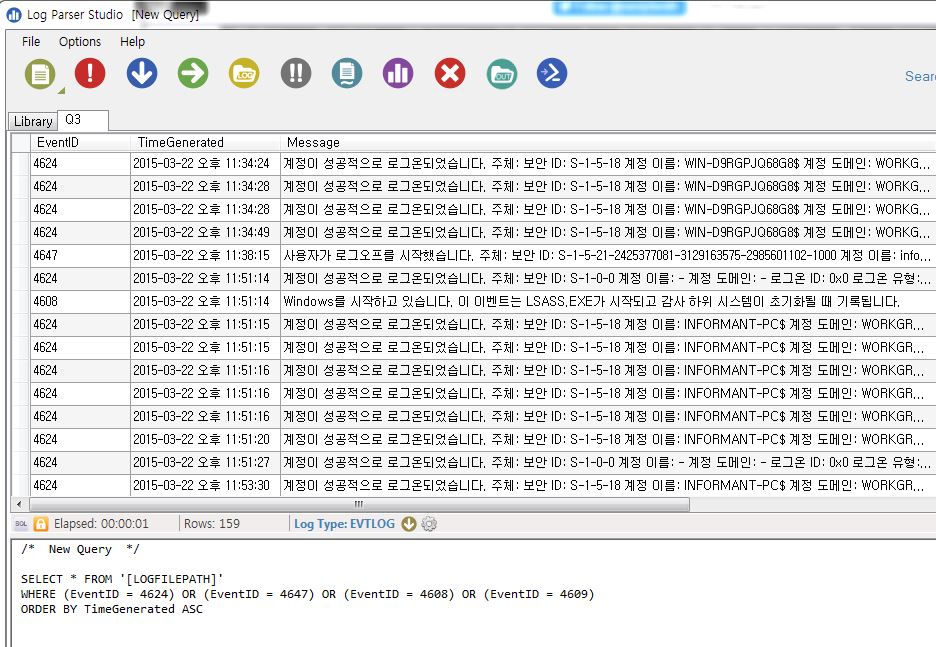 Log Parser Studio [New Query]
File Options Help
Library Q3
EventID TimeGenerated Message
4624 2015-03-22 오후 11:34:24 계정이 성공적으로 로그온되었습니다. 주체: 보안 ID: S-1-5-18 계정 이름: WIN-D9RGPJQ68G8$ 계정 도메인: WORKG...
4624 2015-03-22 오후 11:34:28 계정이 성공적으로 로그온되었습니다. 주체: 보안 ID: S-1-5-18 계정 이름: WIN-D9RGPJQ68G8$ 계정 도메인: WORKG...
4624 2015-03-22 오후 11:34:28 계정이 성공적으로 로그온되었습니다. 주체: 보안 ID: S-1-5-18 계정 이름: WIN-D9RGPJQ68G8$ 계정 도메인: WORKG...
4624 2015-03-22 오후 11:34:49 계정이 성공적으로 로그온되었습니다. 주체: 보안 ID: S-1-5-18 계정 이름: WIN-D9RGPJQ68G8$ 계정 도메인: WORKG...
4647 2015-03-22 오후 11:38:15 사용자가 로그오프를 시작했습니다. 주체: 보안 ID: S-1-5-21-2425377081-3129163575-2985601102-1000 계정 이름: info...
4624 2015-03-22 오후 11:51:14 계정이 성공적으로 로그온되었습니다. 주체: 보안 ID: S-1-0-0 계정 이름: - 계정 도메인: - 로그온 ID: 0x0 로그온 유형:...
4608 2015-03-22 오후 11:51:14 Windows를 시작하고 있습니다. 이 이벤트는 LSASS.EXE가 시작되고 감사 하위 시스템이 초기화될 때 기록됩니다.
4624 2015-03-22 오후 11:51:15 계정이 성공적으로 로그온되었습니다. 주체: 보안 ID: S-1-5-18 계정 이름: INFORMANT-PC$ 계정 도메인: WORKGR...
4624 2015-03-22 오후 11:51:15 계정이 성공적으로 로그온되었습니다. 주체: 보안 ID: S-1-5-18 계정 이름: INFORMANT-PC$ 계정 도메인: WORKGR...
4624 2015-03-22 오후 11:51:16 계정이 성공적으로 로그온되었습니다. 주체: 보안 ID: S-1-5-18 계정 이름: INFORMANT-PC$ 계정 도메인: WORKGR...
4624 2015-03-22 오후 11:51:16 계정이 성공적으로 로그온되었습니다. 주체: 보안 ID: S-1-5-18 계정 이름: INFORMANT-PC$ 계정 도메인: WORKGR...
4624 2015-03-22 오후 11:51:16 계정이 성공적으로 로그온되었습니다. 주체: 보안 ID: S-1-5-18 계정 이름: INFORMANT-PC$ 계정 도메인: WORKGR...
4624 2015-03-22 오후 11:51:20 계정이 성공적으로 로그온되었습니다. 주체: 보안 ID: S-1-5-18 계정 이름: INFORMANT-PC$ 계정 도메인: WORKGR...
4624 2015-03-22 오후 11:51:27 계정이 성공적으로 로그온되었습니다. 주체: 보안 ID: S-1-0-0 계정 이름: - 계정 도메인: - 로그온 ID: 0x0 로그온 유형:...
4624 2015-03-22 오후 11:53:30 계정이 성공적으로 로그온되었습니다. 주체: 보안 ID: S-1-5-18 계정 이름: INFORMANT-PC$ 계정 도메인: WORKGR...
SQL Elapsed: 00:00:01 Rows: 159 Log Type: EVTLOG
/* New Query */
SELECT * FROM '[LOGFILEPATH]'
WHERE (EventID = 4624) OR (EventID = 4647) OR (EventID = 4608) OR (EventID = 4609)
ORDER BY TimeGenerated ASC